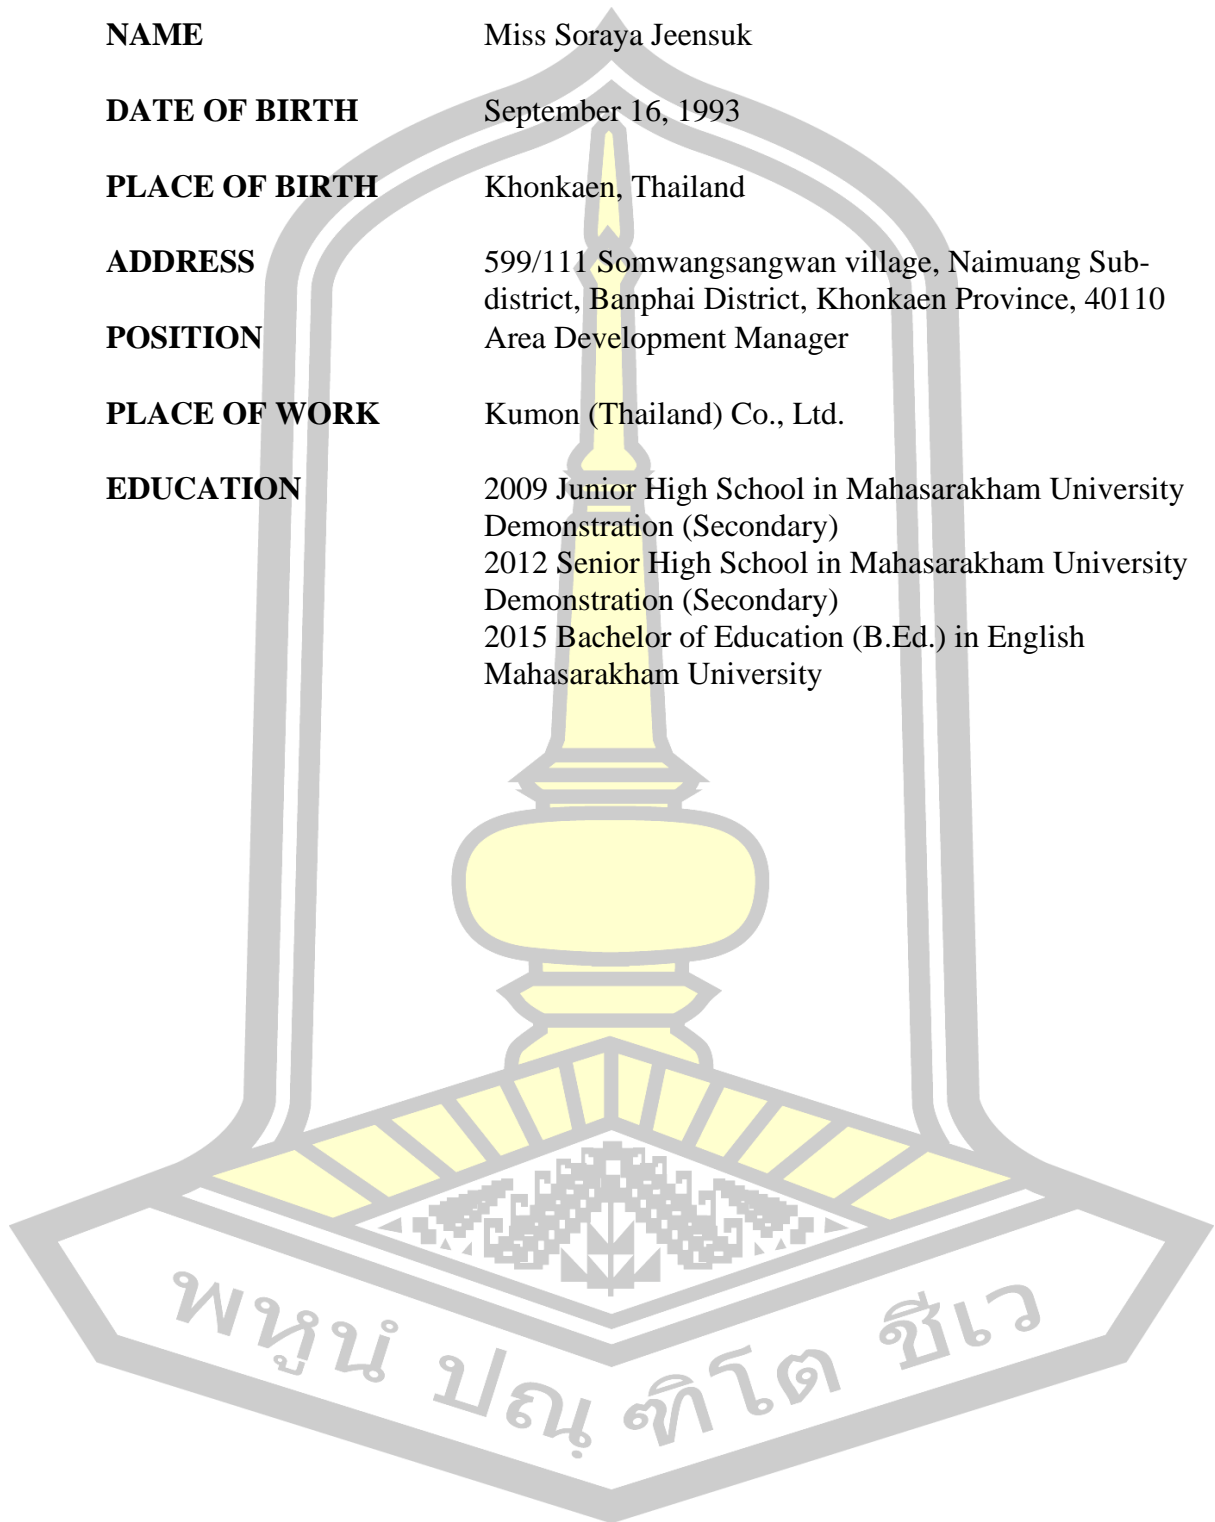 NAME Miss Soraya Jeensuk
DATE OF BIRTH September 16, 1993
PLACE OF BIRTH Khonkaen, Thailand
ADDRESS 599/111 Somwangsangwan village, Naimuang Sub-
district, Banphai District, Khonkaen Province, 40110
POSITION Area Development Manager
PLACE OF WORK Kumon (Thailand) Co., Ltd.
EDUCATION 2009 Junior High School in Mahasarakham University
Demonstration (Secondary)
2012 Senior High School in Mahasarakham University
Demonstration (Secondary)
2015 Bachelor of Education (B.Ed.) in English
Mahasarakham University
พหูนํ ปณฺ ฑิโต ชีเว